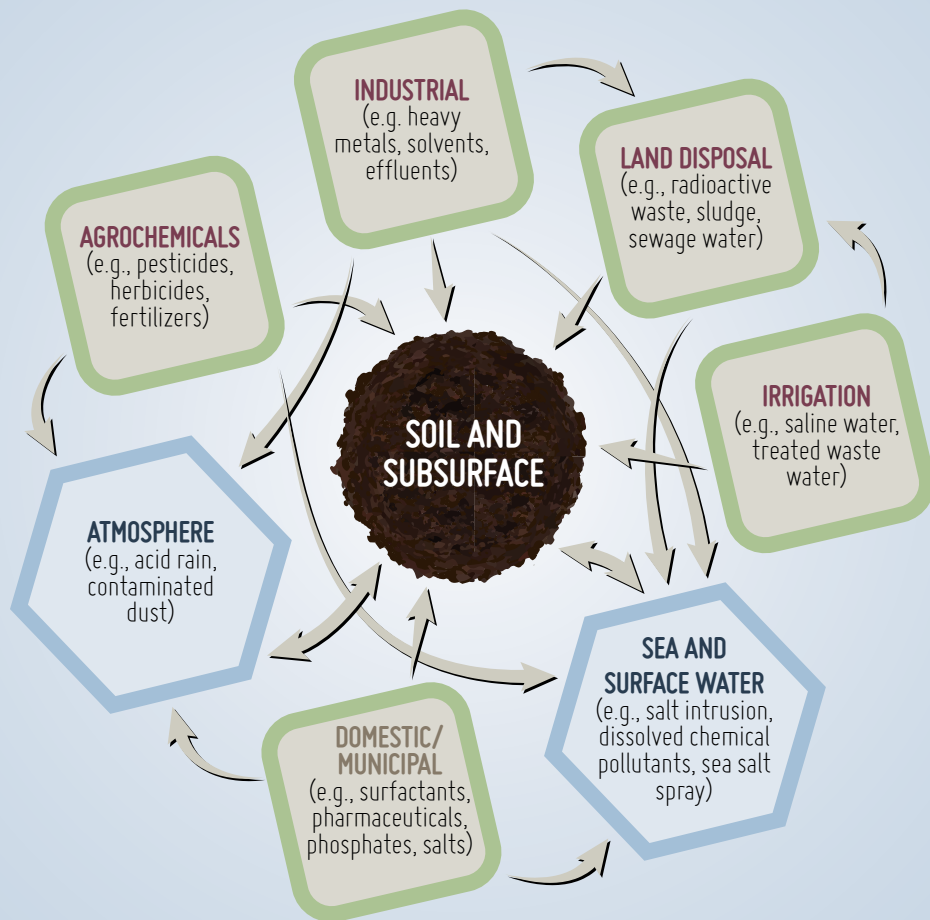 INDUSTRIAL
(e.g. heavy
metals, solvents,
effluents)
LAND DISPOSAL
(e.g., radioactive
waste, sludge,
sewage water)
AGROCHEMICALS
(e.g., pesticides,
herbicides,
fertilizers)
IRRIGATION
(e.g., saline water,
treated waste
water)
SOIL AND
SUBSURFACE
ATMOSPHERE
(e.g., acid rain,
contaminated
dust)
SEA AND
SURFACE WATER
(e.g., salt intrusion,
dissolved chemical
pollutants, sea salt
spray)
DOMESTIC/
MUNICIPAL
(e.g., surfactants,
pharmaceuticals,
phosphates, salts)